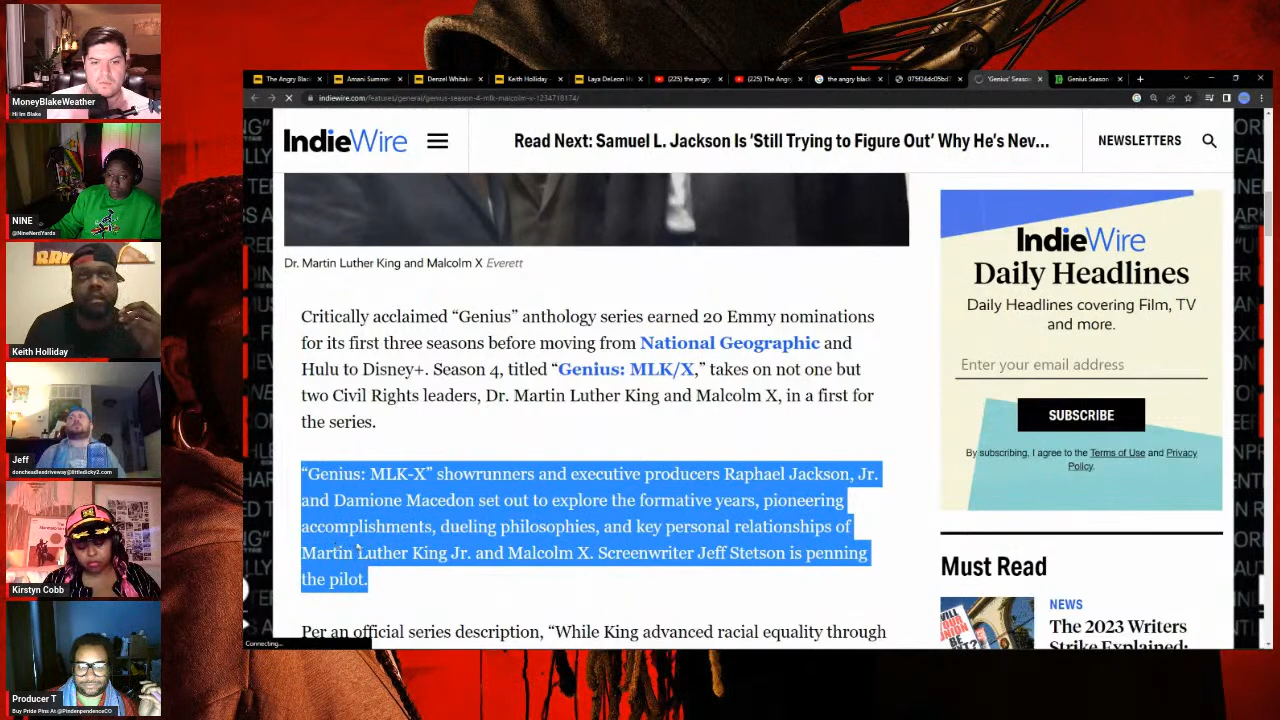 MoneyBlakeWeather
Hi Im Blake
NINE
@NineNerdYards
Keith Holliday
Jeff
doncheadlesdriveway@littledicky2.com
Kirstyn Cobb
Producer T
Buy Pride Pins At @PindenpendenceCO
The Angry Blac
Amani Summer
Denzel Whitake
Keith Holliday -
Laya DeLeon H
(225) the angry
(225) The Angry
the angry black
075f24dc05bd7
'Genius' Season
Genius Season
indiewire.com/features/general/genius-season-4-mlk-malcolm-x-1234718174/
IndieWire
Read Next: Samuel L. Jackson Is ‘Still Trying to Figure Out’ Why He’s Nev...
NEWSLETTERS
Dr. Martin Luther King and Malcolm X Everett
Critically acclaimed “Genius” anthology series earned 20 Emmy nominations
for its first three seasons before moving from National Geographic and
Hulu to Disney+. Season 4, titled “Genius: MLK/X,” takes on not one but
two Civil Rights leaders, Dr. Martin Luther King and Malcolm X, in a first for
the series.
“Genius: MLK-X” showrunners and executive producers Raphael Jackson, Jr.
and Damione Macedon set out to explore the formative years, pioneering
accomplishments, dueling philosophies, and key personal relationships of
Martin Luther King Jr. and Malcolm X. Screenwriter Jeff Stetson is penning
the pilot.
Per an official series description, “While King advanced racial equality through
IndieWire
Daily Headlines
Daily Headlines covering Film, TV
and more.
Enter your email address
SUBSCRIBE
By subscribing, I agree to the Terms of Use and Privacy
Policy.
Must Read
NEWS
The 2023 Writers
Strike Explained:
Connecting...